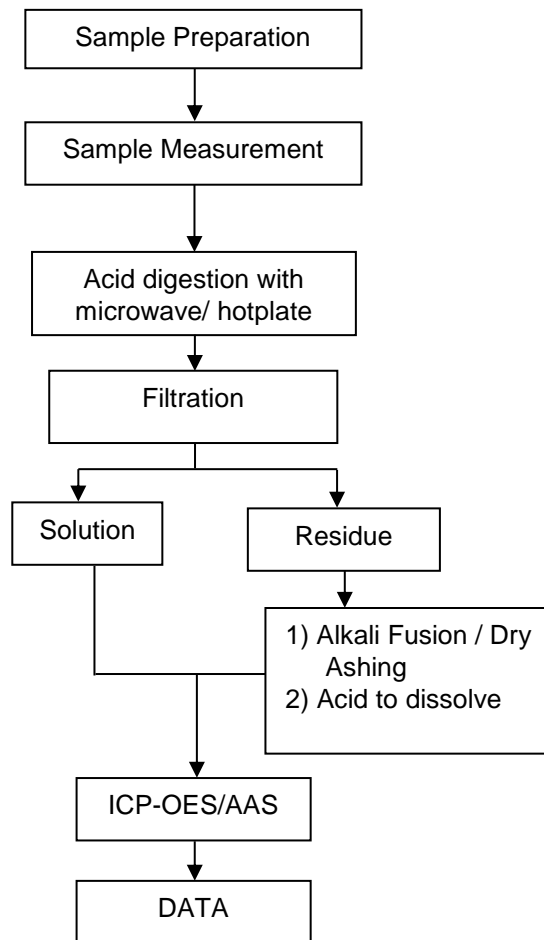 Sample Preparation
Sample Measurement
Acid digestion with
microwave/ hotplate
Filtration
Solution
Residue
1) Alkali Fusion / Dry
Ashing
2) Acid to dissolve
ICP-OES/AAS
DATA